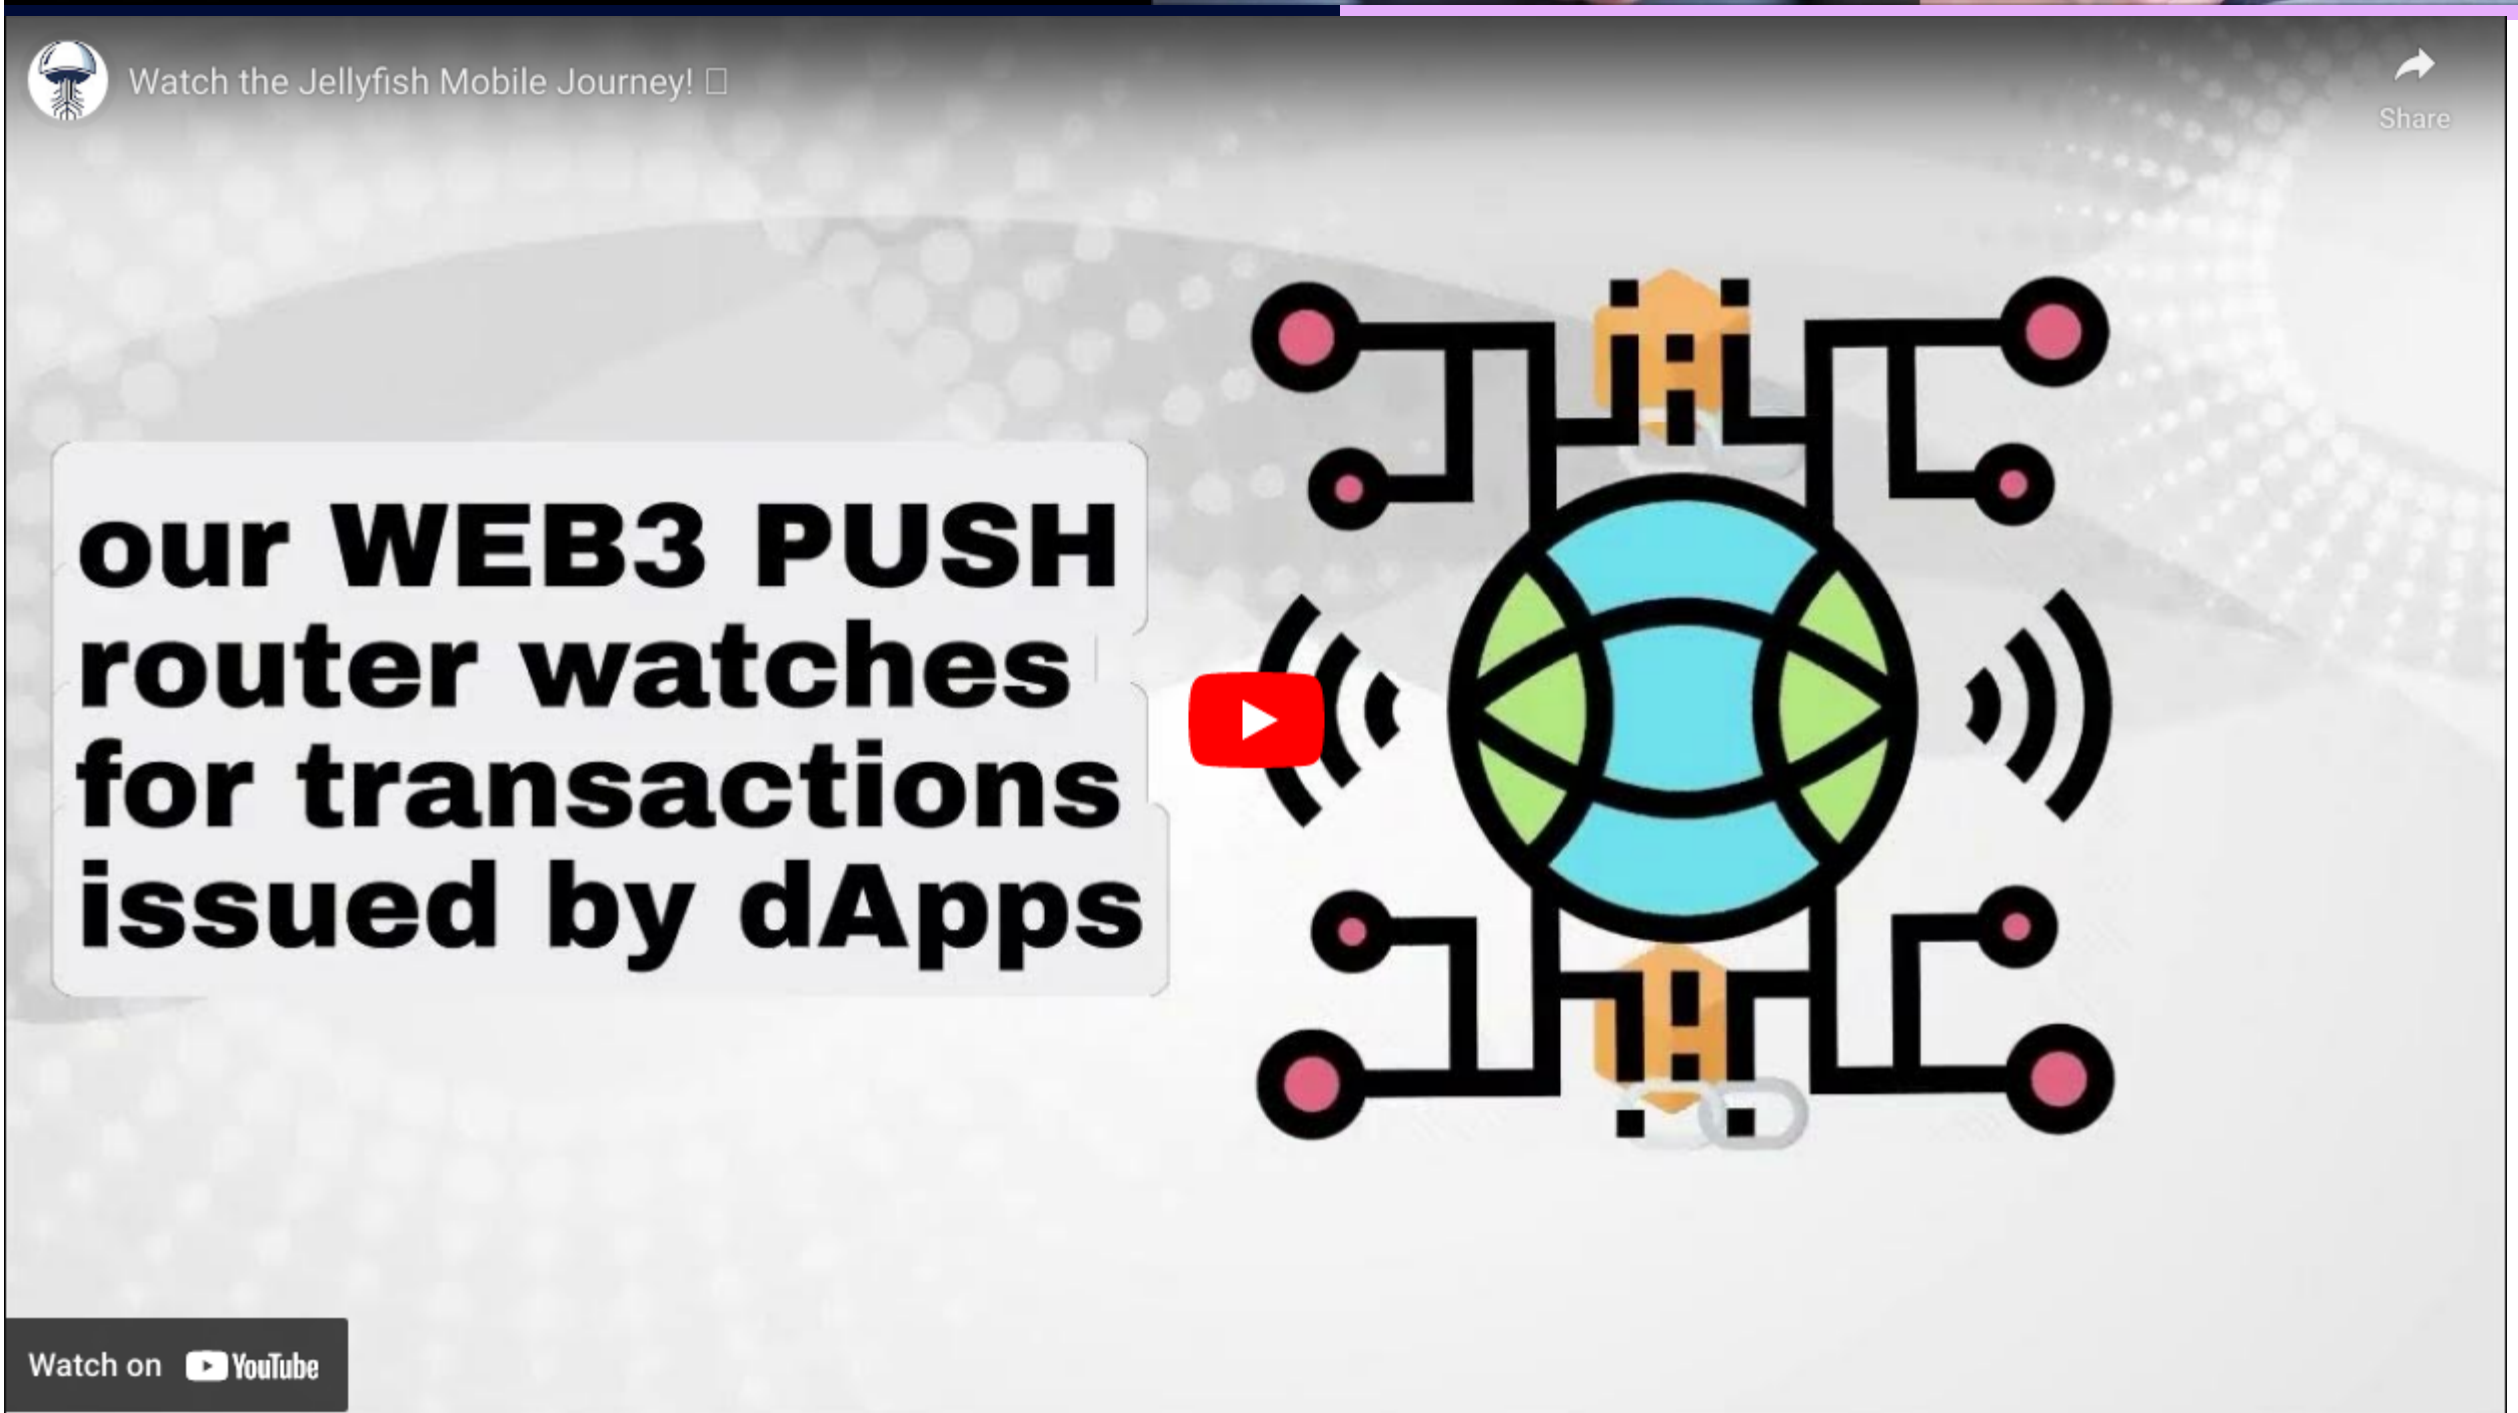 Watch the Jellyfish Mobile Journey!
Share
our WEB3 PUSH
router watches
for transactions
issued by dApps
Watch on YouTube